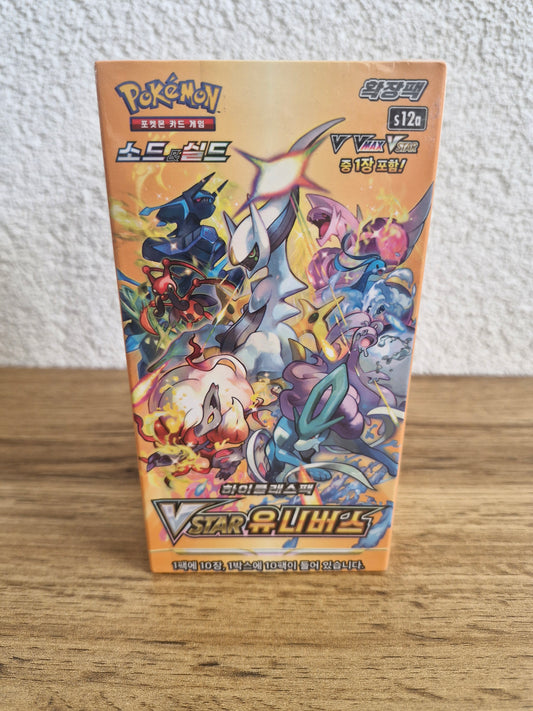 POKéMON
포켓몬 카드 게임
소드&실드
확장팩
s12a
V VMAX VSTAR
중 1장 포함!
하이클래스팩
VSTAR 유니버스
1팩에 10장, 1박스에 10팩이 들어 있습니다.